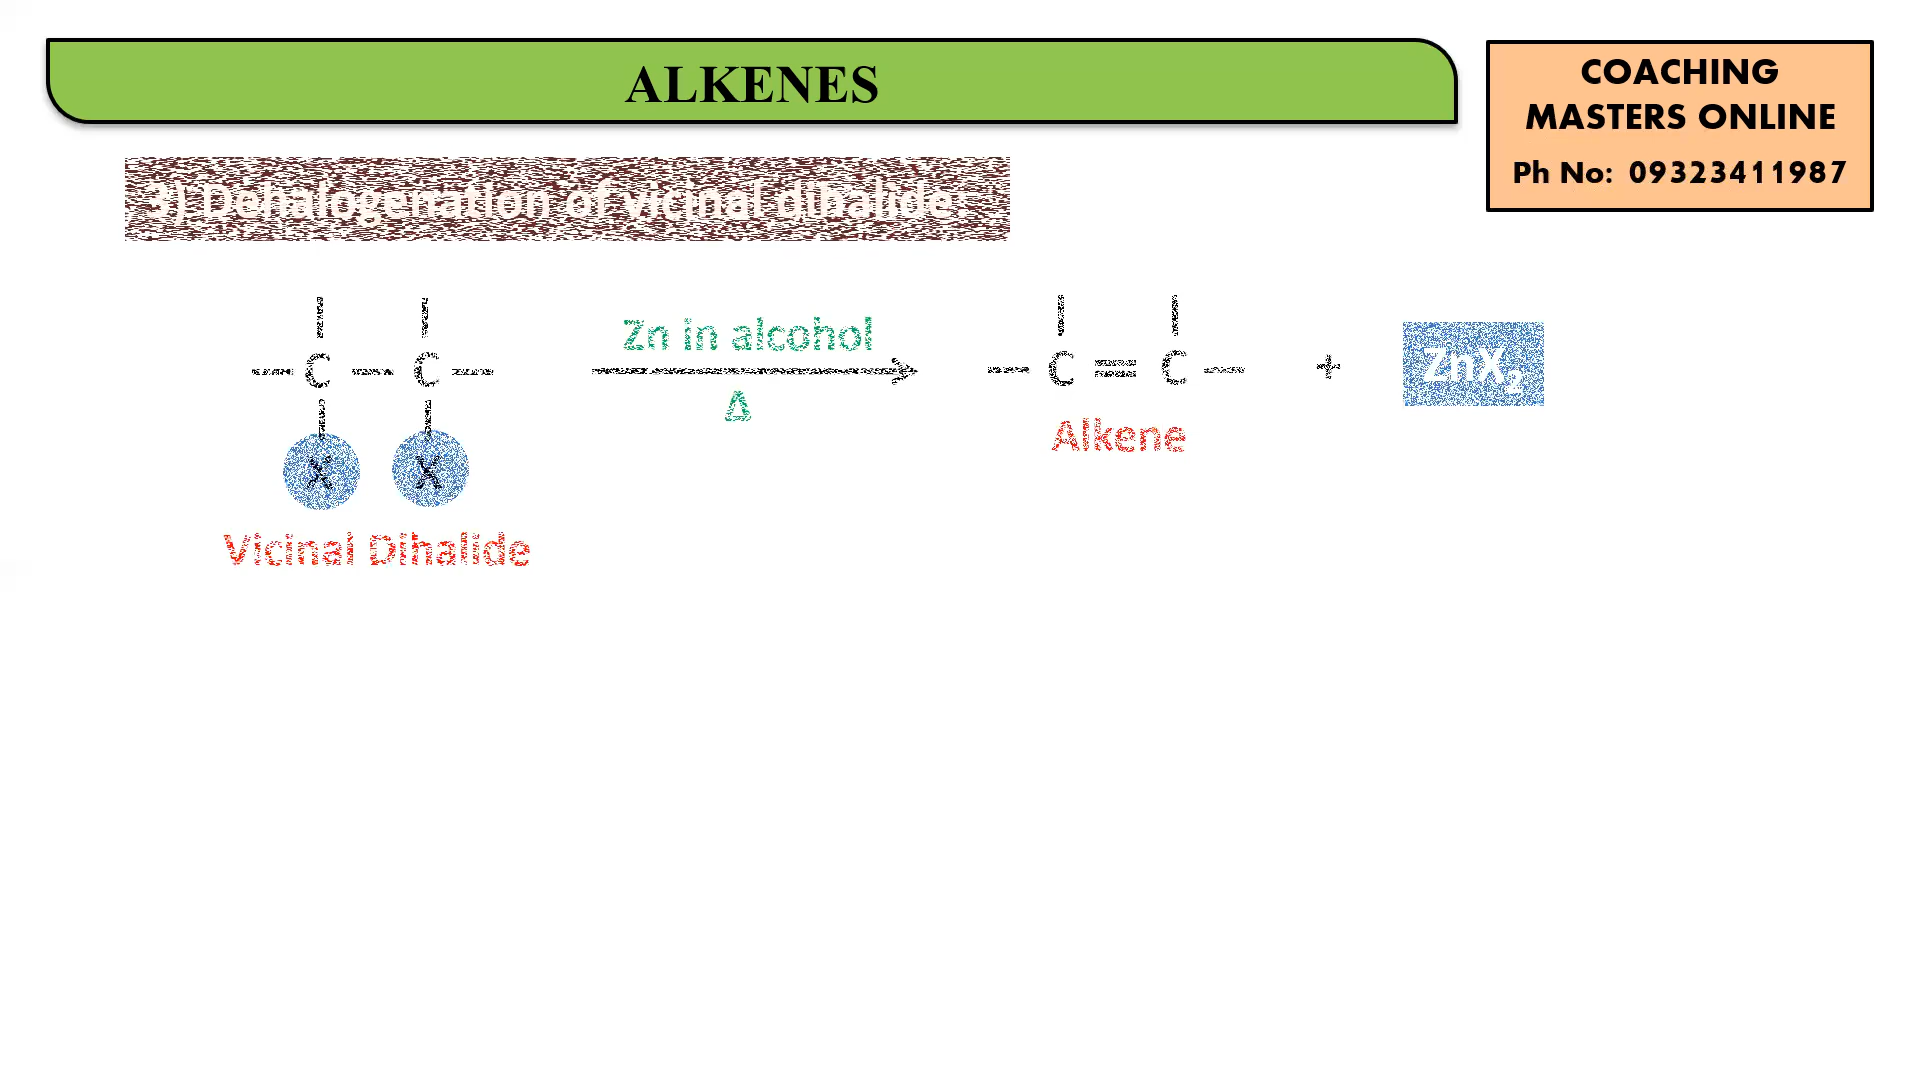 ALKENES
COACHING
MASTERS ONLINE
Ph No: 09323411987
3) Dehalogenation of vicinal dihalide:
Zn in alcohol
— C — C —
Δ
— C = C — + ZnX₂
Alkene
X X
Vicinal Dihalide